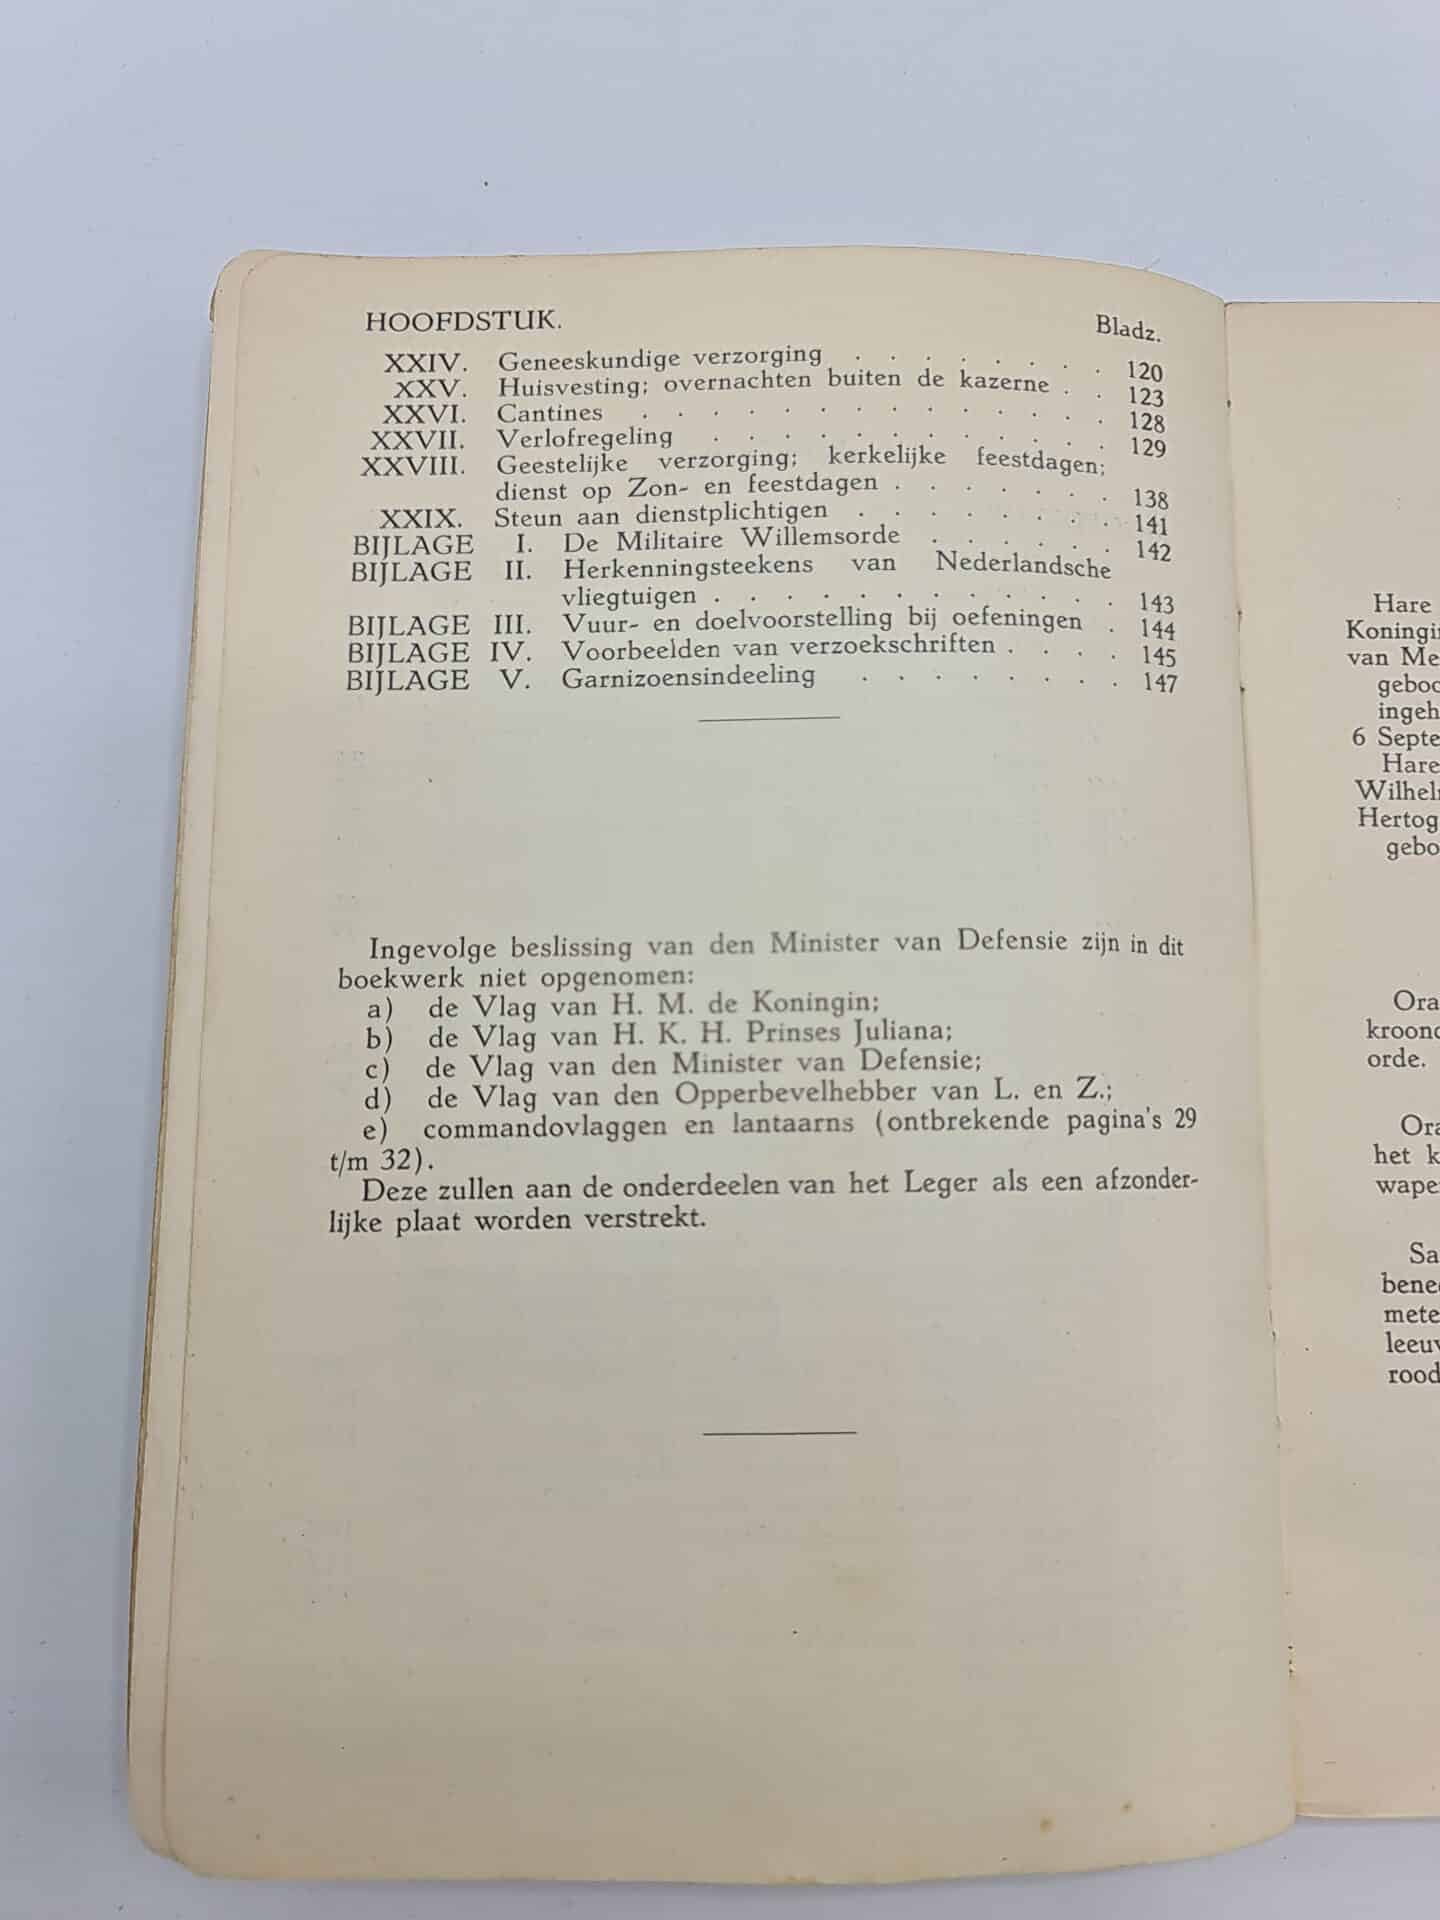 HOOFDSTUK. Bladz.
XXIV. Geneeskundige verzorging . . . . . . . . 120
XXV. Huisvesting; overnachten buiten de kazerne . . 123
XXVI. Cantines . . . . . . . . . . . . . . 128
XXVII. Verlofregeling . . . . . . . . . . . . 129
XXVIII. Geestelijke verzorging; kerkelijke feestdagen;
dienst op Zon- en feestdagen . . . . . . . 138
XXIX. Steun aan dienstplichtigen . . . . . . . . 141
BIJLAGE I. De Militaire Willemsorde . . . . . . 142
BIJLAGE II. Herkenningsteekens van Nederlandsche
vliegtuigen . . . . . . . . . . . . 143
BIJLAGE III. Vuur- en doelvoorstelling bij oefeningen . 144
BIJLAGE IV. Voorbeelden van verzoekschriften . . . . 145
BIJLAGE V. Garnizoensindeeling . . . . . . . . 147
Ingevolge beslissing van den Minister van Defensie zijn in dit
boekwerk niet opgenomen:
a) de Vlag van H. M. de Koningin;
b) de Vlag van H. K. H. Prinses Juliana;
c) de Vlag van den Minister van Defensie;
d) de Vlag van den Opperbevelhebber van L. en Z.;
e) commandovlaggen en lantaarns (ontbrekende pagina's 29
t/m 32).
Deze zullen aan de onderdeelen van het Leger als een afzonder-
lijke plaat worden verstrekt.
Hare
Koningi
van Me
geboo
ingeh
6 Septe
Hare
Wilhel
Hertog
gebo
Ora
kroon
orde.
Ora
het k
wape
Sa
bene
mete
leeu
rood